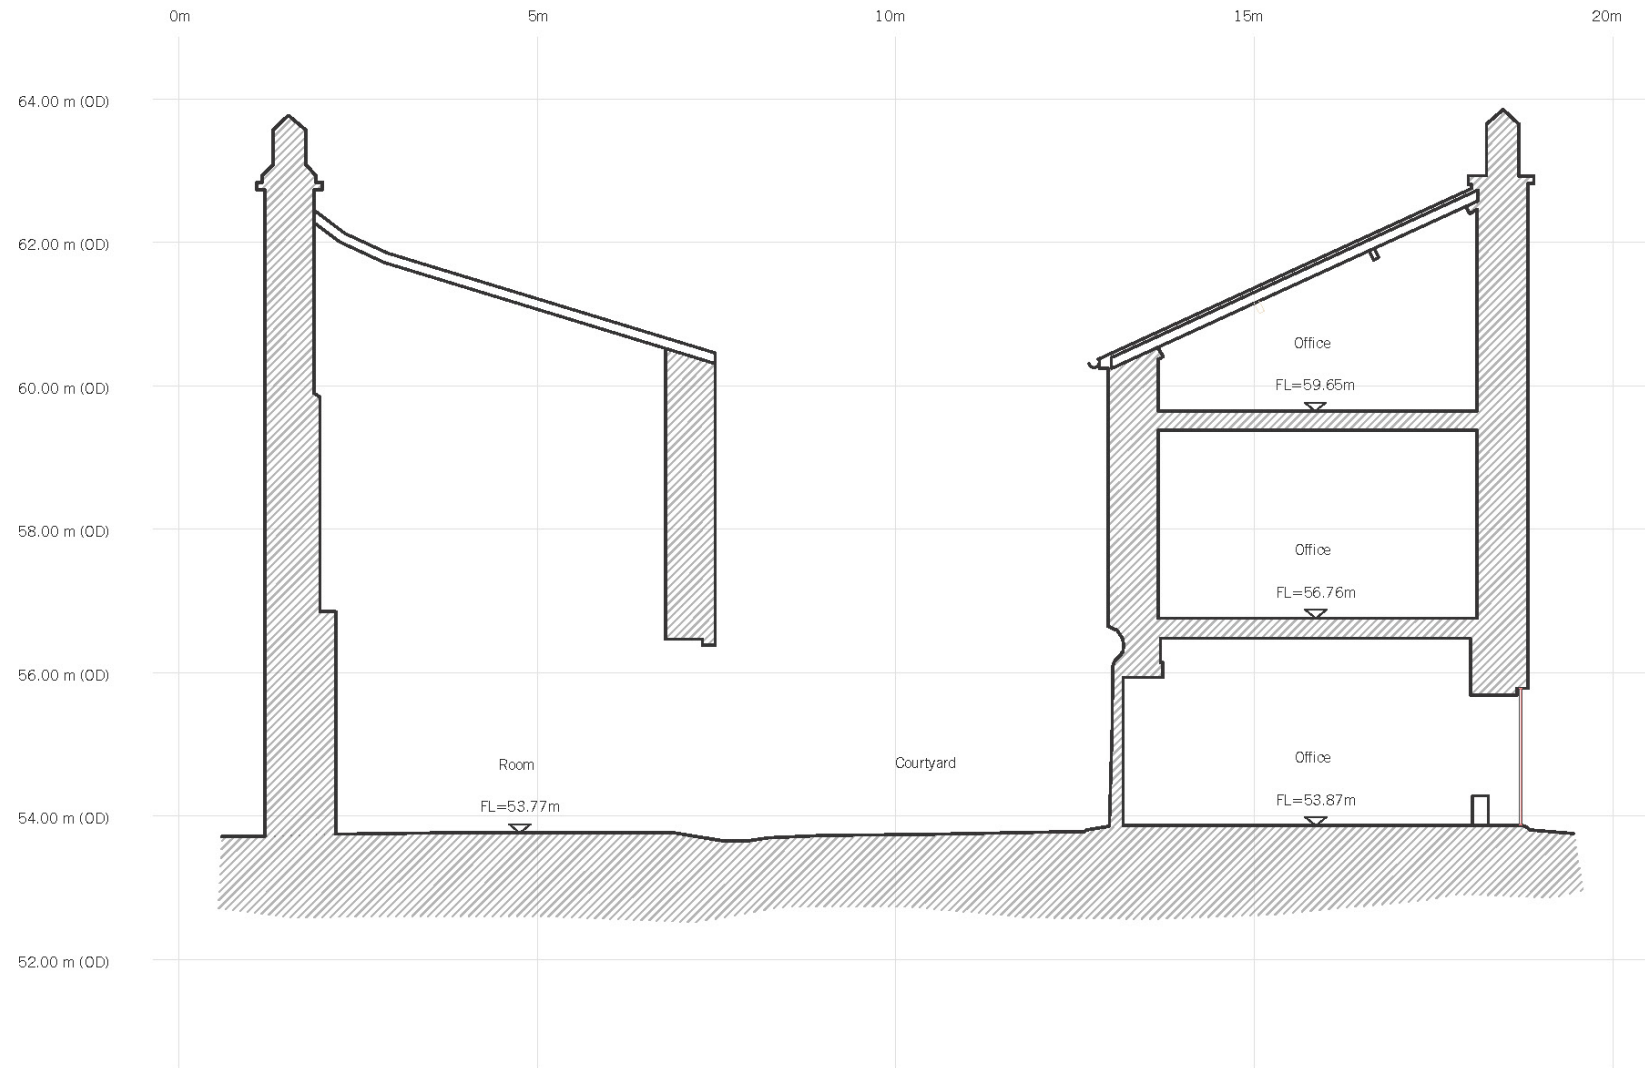 0m 5m 10m 15m 20m
64.00 m (OD)
62.00 m (OD)
Office
FL=59.65m
60.00 m (OD)
58.00 m (OD)
Office
FL=56.76m
56.00 m (OD)
Room Courtyard Office
FL=53.77m FL=53.87m
54.00 m (OD)
52.00 m (OD)